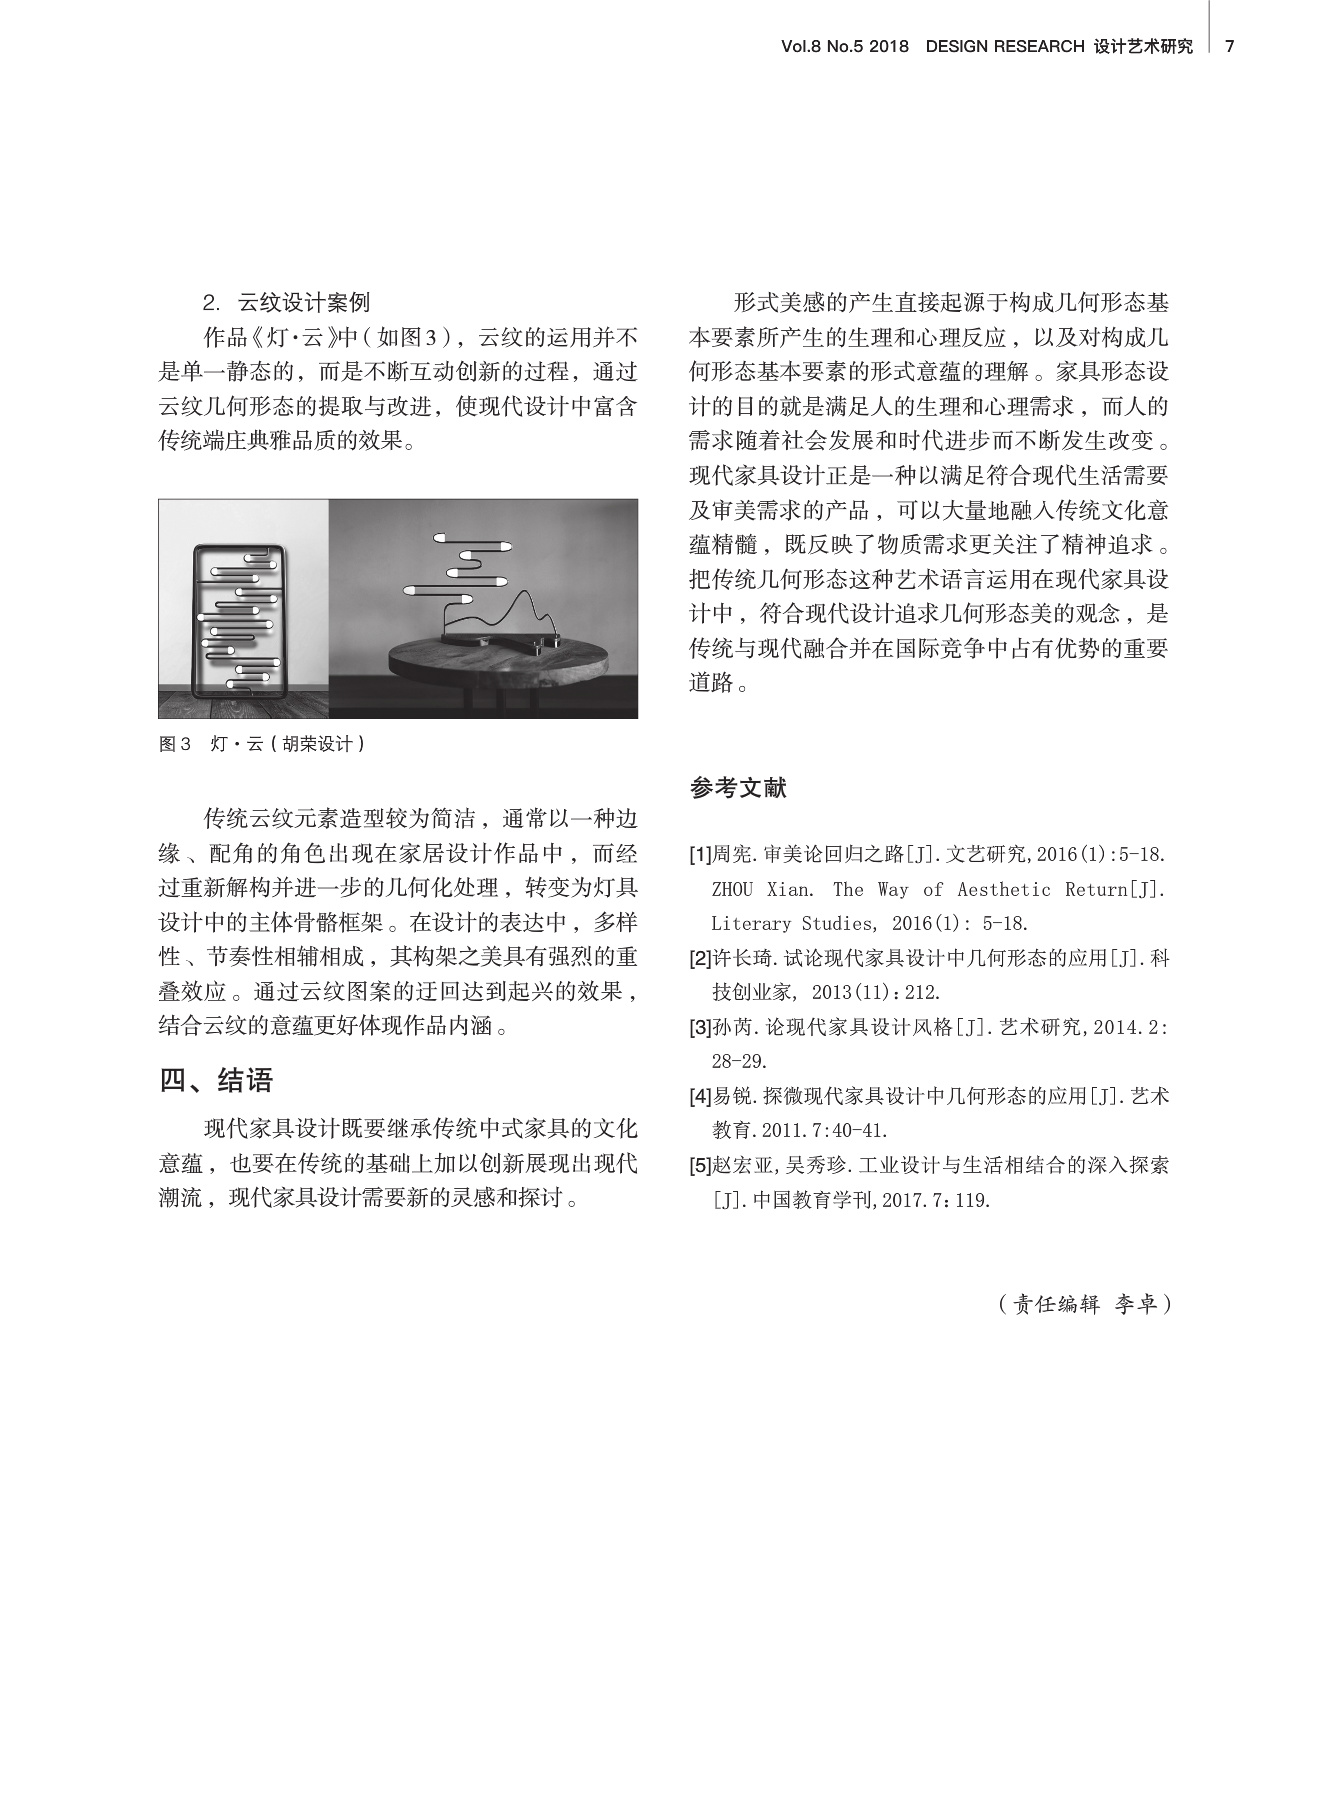 Vol.8 No.5 2018 DESIGN RESEARCH 设计艺术研究 7
2. 云纹设计案例
作品《灯·云》中（如图3），云纹的运用并不
是单一静态的，而是不断互动创新的过程，通过
云纹几何形态的提取与改进，使现代设计中富含
传统端庄典雅品质的效果。
图3 灯·云（胡荣设计）
传统云纹元素造型较为简洁，通常以一种边
缘、配角的角色出现在家居设计作品中，而经
过重新解构并进一步的几何化处理，转变为灯具
设计中的主体骨骼框架。在设计的表达中，多样
性、节奏性相辅相成，其构架之美具有强烈的重
叠效应。通过云纹图案的迂回达到起兴的效果，
结合云纹的意蕴更好体现作品内涵。
四、结语
现代家具设计既要继承传统中式家具的文化
意蕴，也要在传统的基础上加以创新展现出现代
潮流，现代家具设计需要新的灵感和探讨。
形式美感的产生直接起源于构成几何形态基
本要素所产生的生理和心理反应，以及对构成几
何形态基本要素的形式意蕴的理解。家具形态设
计的目的就是满足人的生理和心理需求，而人的
需求随着社会发展和时代进步而不断发生改变。
现代家具设计正是一种以满足符合现代生活需要
及审美需求的产品，可以大量地融入传统文化意
蕴精髓，既反映了物质需求更关注了精神追求。
把传统几何形态这种艺术语言运用在现代家具设
计中，符合现代设计追求几何形态美的观念，是
传统与现代融合并在国际竞争中占有优势的重要
道路。
参考文献
[1]周宪.审美论回归之路[J].文艺研究,2016(1):5-18.
ZHOU Xian. The Way of Aesthetic Return[J].
Literary Studies, 2016(1): 5-18.
[2]许长琦.试论现代家具设计中几何形态的应用[J].科
技创业家, 2013(11):212.
[3]孙芮.论现代家具设计风格[J].艺术研究,2014.2:
28-29.
[4]易锐.探微现代家具设计中几何形态的应用[J].艺术
教育.2011.7:40-41.
[5]赵宏亚,吴秀珍.工业设计与生活相结合的深入探索
[J].中国教育学刊,2017.7:119.
（责任编辑 李卓）